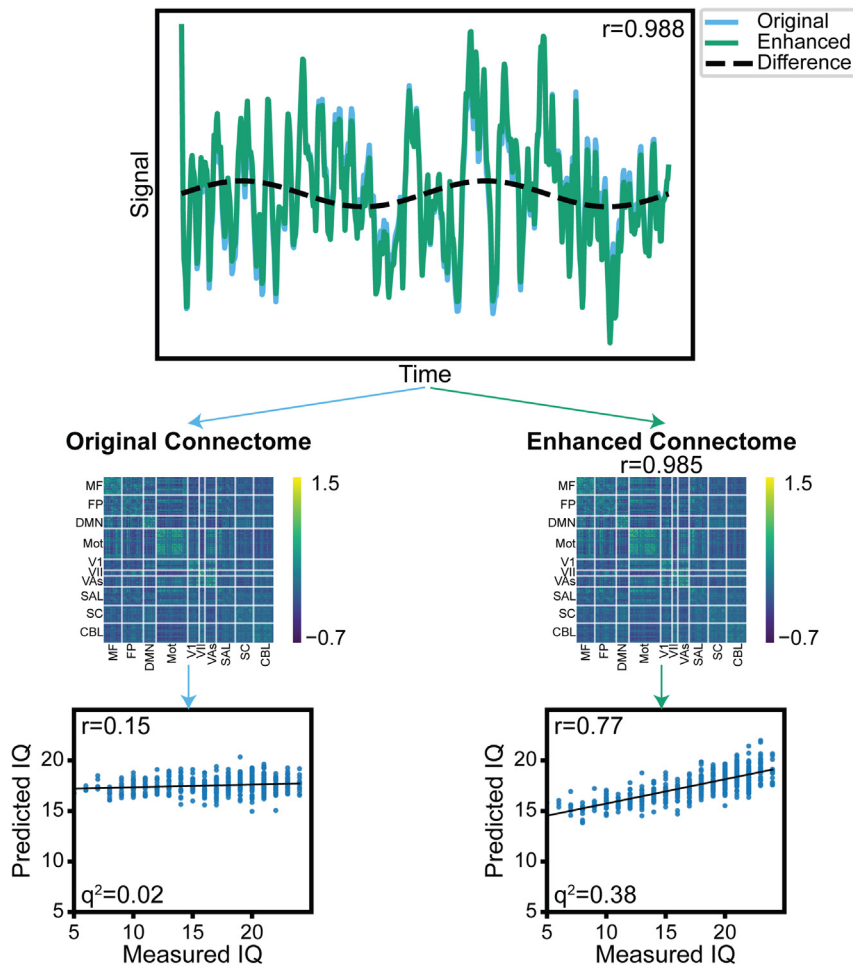 r=0.988
Original
Enhanced
Difference
Signal
Time
Original Connectome
MF
FP
DMN
Mot
V1
VII
VAs
SAL
SC
CBL
MF
FP
DMN
Mot
V1
VII
VAs
SAL
SC
CBL
1.5
−0.7
Enhanced Connectome
r=0.985
MF
FP
DMN
Mot
V1
VII
VAs
SAL
SC
CBL
MF
FP
DMN
Mot
V1
VII
VAs
SAL
SC
CBL
1.5
−0.7
r=0.15
Predicted IQ
20
15
10
5
q²=0.02
5 10 15 20
Measured IQ
r=0.77
Predicted IQ
20
15
10
5
q²=0.38
5 10 15 20
Measured IQ